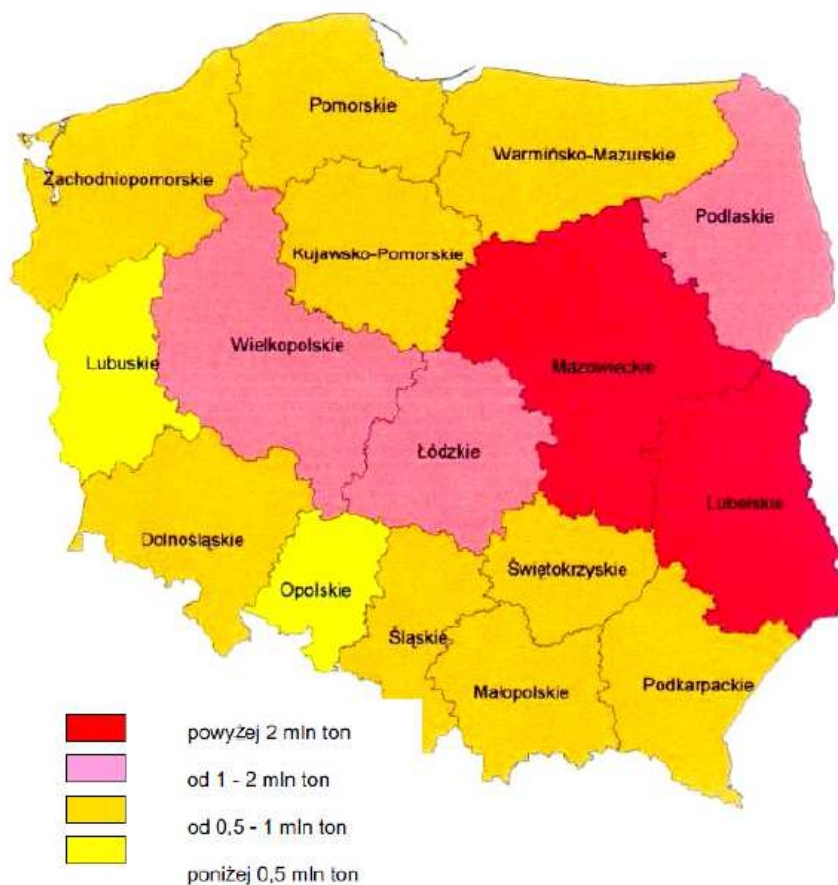 Pomorskie
Warmińsko-Mazurskie
Zachodniopomorskie
Podlaskie
Kujawsko-Pomorskie
Wielkopolskie
Lubuskie
Mazowieckie
Łódzkie
Lubelskie
Dolnośląskie
Świętokrzyskie
Opolskie
Śląskie
Małopolskie
Podkarpackie
powyżej 2 mln ton
od 1 - 2 mln ton
od 0,5 - 1 mln ton
poniżej 0,5 mln ton